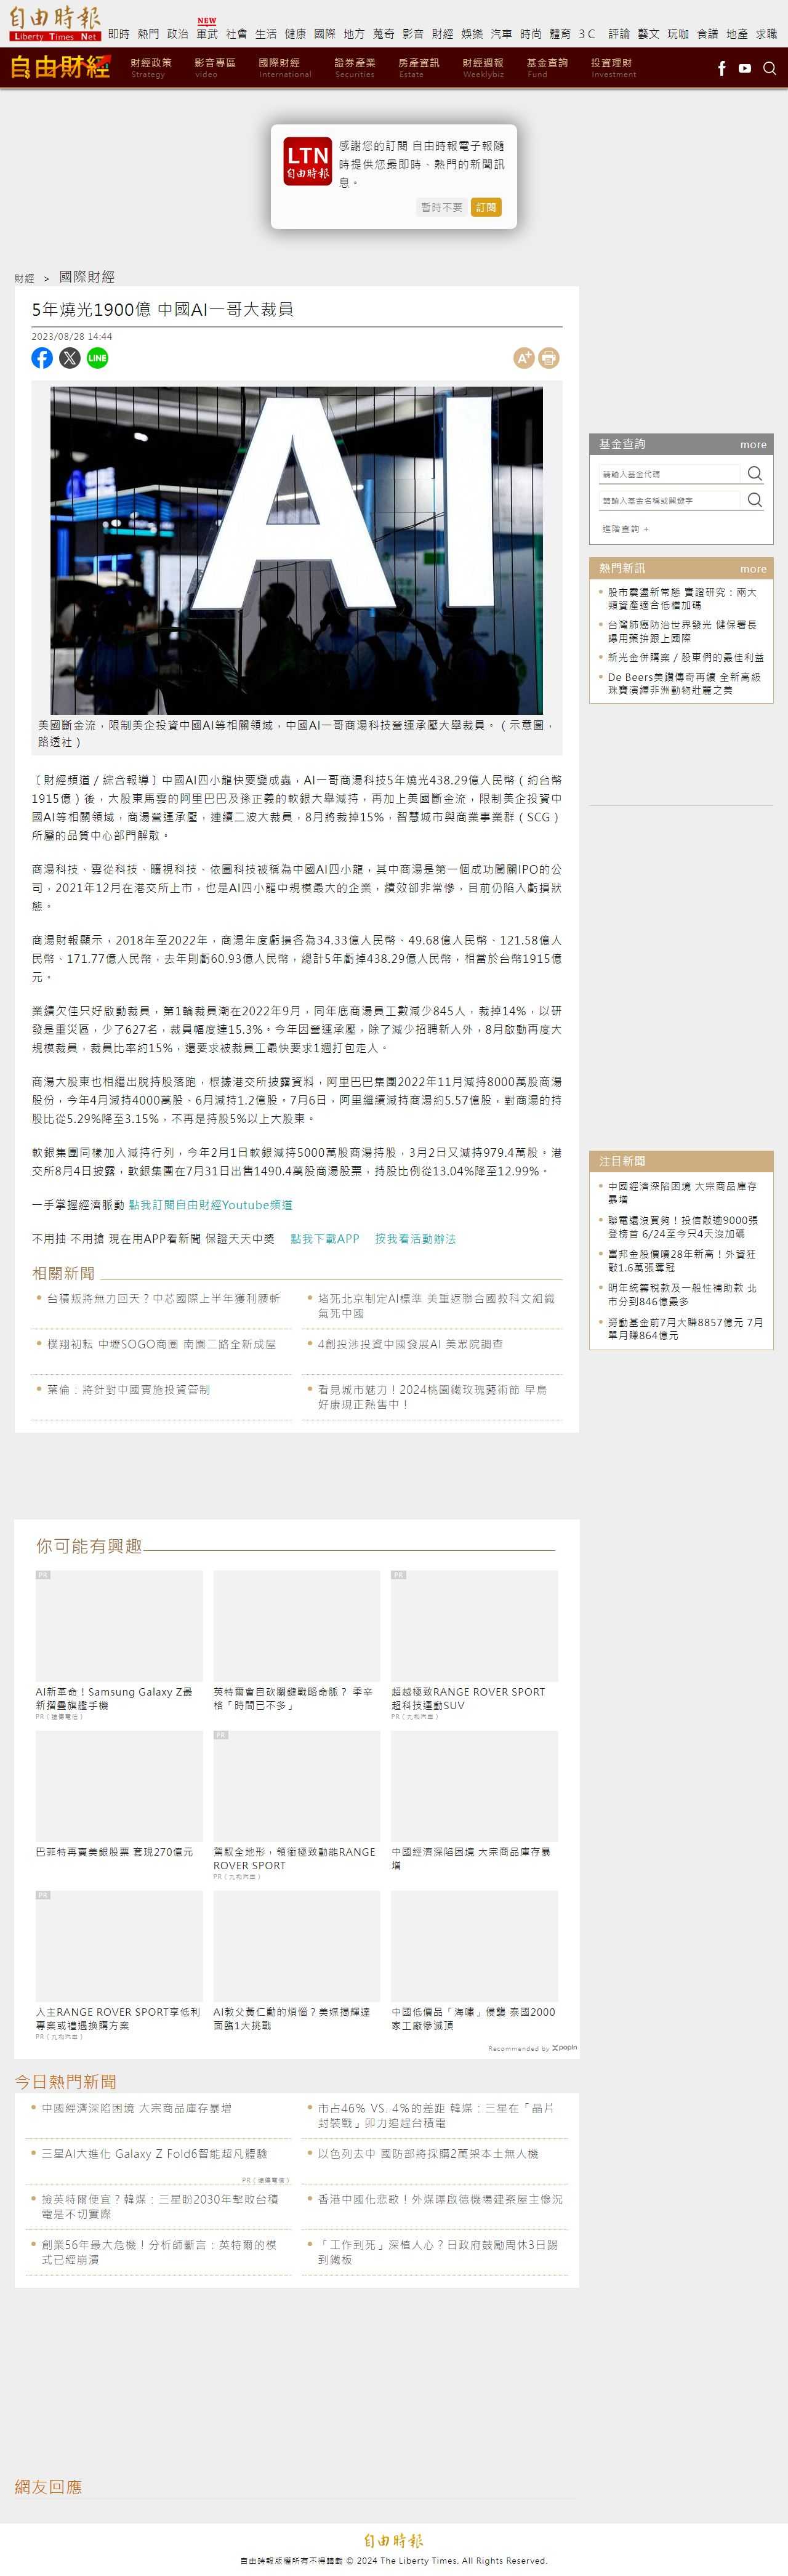 自由時報
Liberty Times Net
即時 熱門 政治 軍武 社會 生活 健康 國際 地方 蒐奇 影音 財經 娛樂 汽車 時尚 體育 3 C 評論 藝文 玩咖 食譜 地產 求職
NEW
自由財經
財經政策 影音專區 國際財經 證券產業 房產資訊 財經週報 基金查詢 投資理財
Strategy video International Securities Estate Weeklybiz Fund Investment
LTN
自由時報
感謝您的訂閱 自由時報電子報隨
時提供您最即時、熱門的新聞訊
息。
暫時不要 訂閱
財經 > 國際財經
5年燒光1900億 中國AI一哥大裁員
2023/08/28 14:44
LINE
A+
AI
美國斷金流，限制美企投資中國AI等相關領域，中國AI一哥商湯科技營運承壓大舉裁員。（示意圖，
路透社）
〔財經頻道／綜合報導〕中國AI四小龍快要變成蟲，AI一哥商湯科技5年燒光438.29億人民幣（約台幣
1915億）後，大股東馬雲的阿里巴巴及孫正義的軟銀大舉減持，再加上美國斷金流，限制美企投資中
國AI等相關領域，商湯營運承壓，連續二波大裁員，8月將裁掉15%，智慧城市與商業事業群（SCG）
所屬的品質中心部門解散。
商湯科技、雲從科技、曠視科技、依圖科技被稱為中國AI四小龍，其中商湯是第一個成功闖關IPO的公
司，2021年12月在港交所上市，也是AI四小龍中規模最大的企業，績效卻非常慘，目前仍陷入虧損狀
態。
商湯財報顯示，2018年至2022年，商湯年度虧損各為34.33億人民幣、49.68億人民幣、121.58億人
民幣、171.77億人民幣，去年則虧60.93億人民幣，總計5年虧掉438.29億人民幣，相當於台幣1915億
元。
業績欠佳只好啟動裁員，第1輪裁員潮在2022年9月，同年底商湯員工數減少845人，裁掉14%，以研
發是重災區，少了627名，裁員幅度達15.3%。今年因營運承壓，除了減少招聘新人外，8月啟動再度大
規模裁員，裁員比率約15%，還要求被裁員工最快要求1週打包走人。
商湯大股東也相繼出脫持股落跑，根據港交所披露資料，阿里巴巴集團2022年11月減持8000萬股商湯
股份，今年4月減持4000萬股、6月減持1.2億股。7月6日，阿里繼續減持商湯約5.57億股，對商湯的持
股比從5.29%降至3.15%，不再是持股5%以上大股東。
軟銀集團同樣加入減持行列，今年2月1日軟銀減持5000萬股商湯持股，3月2日又減持979.4萬股。港
交所8月4日披露，軟銀集團在7月31日出售1490.4萬股商湯股票，持股比例從13.04%降至12.99%。
一手掌握經濟脈動 點我訂閱自由財經Youtube頻道
不用抽 不用搶 現在用APP看新聞 保證天天中獎 點我下載APP 按我看活動辦法
相關新聞
台積叛將無力回天？中芯國際上半年獲利腰斬
堵死北京制定AI標準 美重返聯合國教科文組織
氣死中國
樸翔初耘 中壢SOGO商圈 南園二路全新成屋
4創投涉投資中國發展AI 美眾院調查
葉倫：將針對中國實施投資管制
看見城市魅力！2024桃園鐵玫瑰藝術節 早鳥
好康現正熱售中！
基金查詢 more
請輸入基金代碼
請輸入基金名稱或關鍵字
進階查詢 +
熱門新訊 more
股市震盪新常態 實證研究：兩大
類資產適合低檔加碼
台灣肺癌防治世界發光 健保署長
曝用藥拚跟上國際
新光金併購案／股東們的最佳利益
De Beers美鑽傳奇再續 全新高級
珠寶演繹非洲動物壯麗之美
注目新聞
中國經濟深陷困境 大宗商品庫存
暴增
聯電還沒買夠！投信敲逾9000張
登榜首 6/24至今只4天沒加碼
富邦金股價噴28年新高！外資狂
敲1.6萬張奪冠
明年統籌稅款及一般性補助款 北
市分到846億最多
勞動基金前7月大賺8857億元 7月
單月賺864億元
你可能有興趣
PR
PR
AI新革命！Samsung Galaxy Z最
新摺疊旗艦手機
PR（遠傳電信）
英特爾會自砍關鍵戰略命脈？ 季辛
格「時間已不多」
超越極致RANGE ROVER SPORT
超科技運動SUV
PR（九和汽車）
PR
巴菲特再賣美銀股票 套現270億元
駕馭全地形，領銜極致動能RANGE
ROVER SPORT
PR（九和汽車）
中國經濟深陷困境 大宗商品庫存暴
增
PR
入主RANGE ROVER SPORT享低利
專案或禮遇換購方案
PR（九和汽車）
AI教父黃仁勳的煩惱？美媒揭輝達
面臨1大挑戰
中國低價品「海嘯」侵襲 泰國2000
家工廠慘滅頂
Recommended by popIn
今日熱門新聞
中國經濟深陷困境 大宗商品庫存暴增
市占46% VS. 4%的差距 韓媒：三星在「晶片
封裝戰」卯力追趕台積電
三星AI大進化 Galaxy Z Fold6智能超凡體驗
PR（遠傳電信）
以色列去中 國防部將採購2萬架本土無人機
撿英特爾便宜？韓媒：三星盼2030年擊敗台積
電是不切實際
香港中國化悲歌！外媒曝啟德機場建案屋主慘況
創業56年最大危機！分析師斷言：英特爾的模
式已經崩潰
「工作到死」深植人心？日政府鼓勵周休3日踢
到鐵板
網友回應
自由時報
自由時報版權所有不得轉載 © 2024 The Liberty Times. All Rights Reserved.